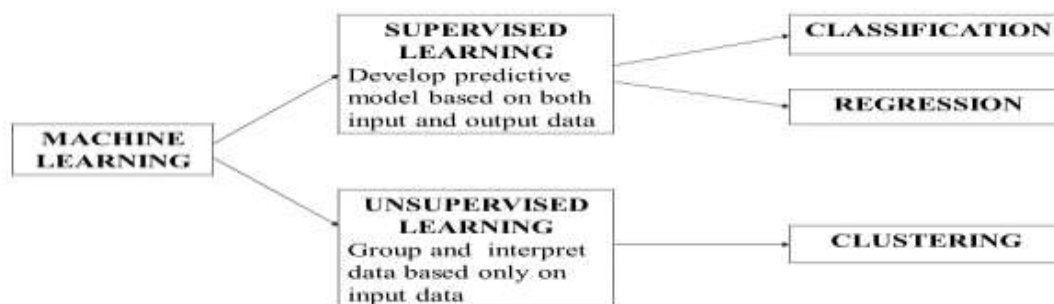 MACHINE
LEARNING
SUPERVISED
LEARNING
Develop predictive
model based on both
input and output data
CLASSIFICATION
REGRESSION
UNSUPERVISED
LEARNING
Group and interpret
data based only on
input data
CLUSTERING